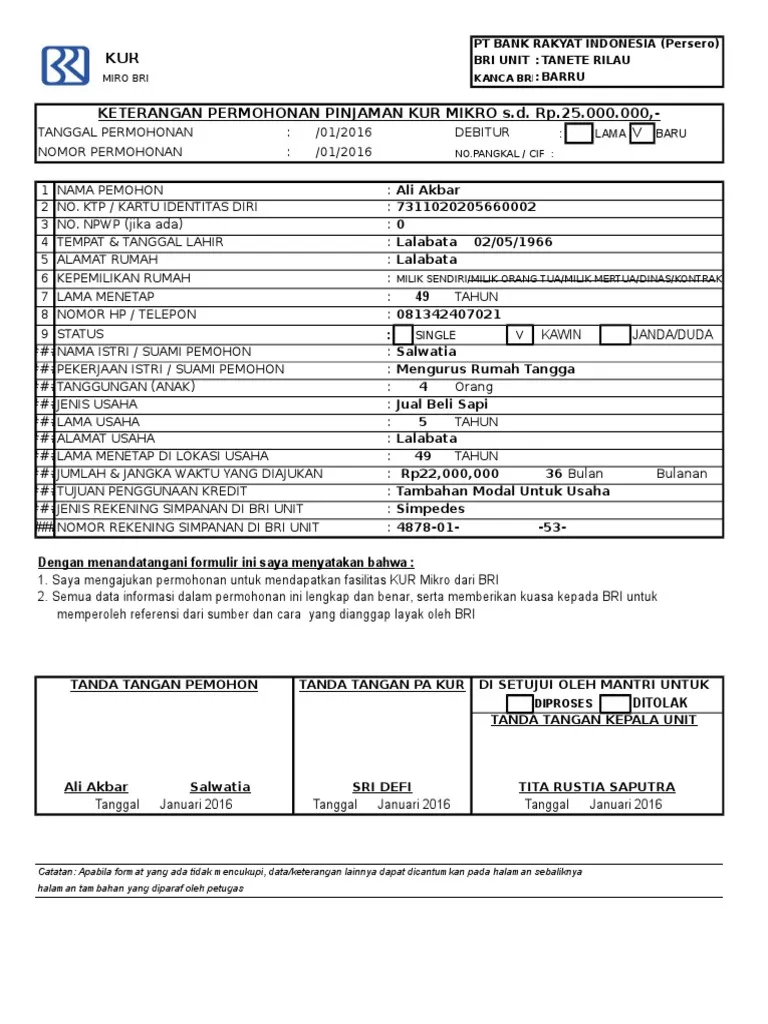 KUR
MIRO BRI
PT BANK RAKYAT INDONESIA (Persero)
BRI UNIT : TANETE RILAU
KANCA BRI : BARRU
KETERANGAN PERMOHONAN PINJAMAN KUR MIKRO s.d. Rp.25.000.000,-
TANGGAL PERMOHONAN : /01/2016 DEBITUR : LAMA V BARU
NOMOR PERMOHONAN : /01/2016 NO.PANGKAL / CIF :
1 NAMA PEMOHON : Ali Akbar
2 NO. KTP / KARTU IDENTITAS DIRI : 7311020205660002
3 NO. NPWP (jika ada) : 0
4 TEMPAT & TANGGAL LAHIR : Lalabata 02/05/1966
5 ALAMAT RUMAH : Lalabata
6 KEPEMILIKAN RUMAH : MILIK SENDIRI/MILIK ORANG TUA/MILIK MERTUA/DINAS/KONTRAK
7 LAMA MENETAP : 49 TAHUN
8 NOMOR HP / TELEPON : 081342407021
9 STATUS : SINGLE V KAWIN JANDA/DUDA
## NAMA ISTRI / SUAMI PEMOHON : Salwatia
## PEKERJAAN ISTRI / SUAMI PEMOHON : Mengurus Rumah Tangga
## TANGGUNGAN (ANAK) : 4 Orang
## JENIS USAHA : Jual Beli Sapi
## LAMA USAHA : 5 TAHUN
## ALAMAT USAHA : Lalabata
## LAMA MENETAP DI LOKASI USAHA : 49 TAHUN
## JUMLAH & JANGKA WAKTU YANG DIAJUKAN : Rp22,000,000 36 Bulan Bulanan
## TUJUAN PENGGUNAAN KREDIT : Tambahan Modal Untuk Usaha
## JENIS REKENING SIMPANAN DI BRI UNIT : Simpedes
### NOMOR REKENING SIMPANAN DI BRI UNIT : 4878-01- -53-
Dengan menandatangani formulir ini saya menyatakan bahwa :
1. Saya mengajukan permohonan untuk mendapatkan fasilitas KUR Mikro dari BRI
2. Semua data informasi dalam permohonan ini lengkap dan benar, serta memberikan kuasa kepada BRI untuk
memperoleh referensi dari sumber dan cara yang dianggap layak oleh BRI
TANDA TANGAN PEMOHON TANDA TANGAN PA KUR DI SETUJUI OLEH MANTRI UNTUK
DIPROSES DITOLAK
TANDA TANGAN KEPALA UNIT
Ali Akbar Salwatia SRI DEFI TITA RUSTIA SAPUTRA
Tanggal Januari 2016 Tanggal Januari 2016 Tanggal Januari 2016
Catatan: Apabila format yang ada tidak mencukupi, data/keterangan lainnya dapat dicantumkan pada halaman sebaliknya
halaman tambahan yang diparaf oleh petugas